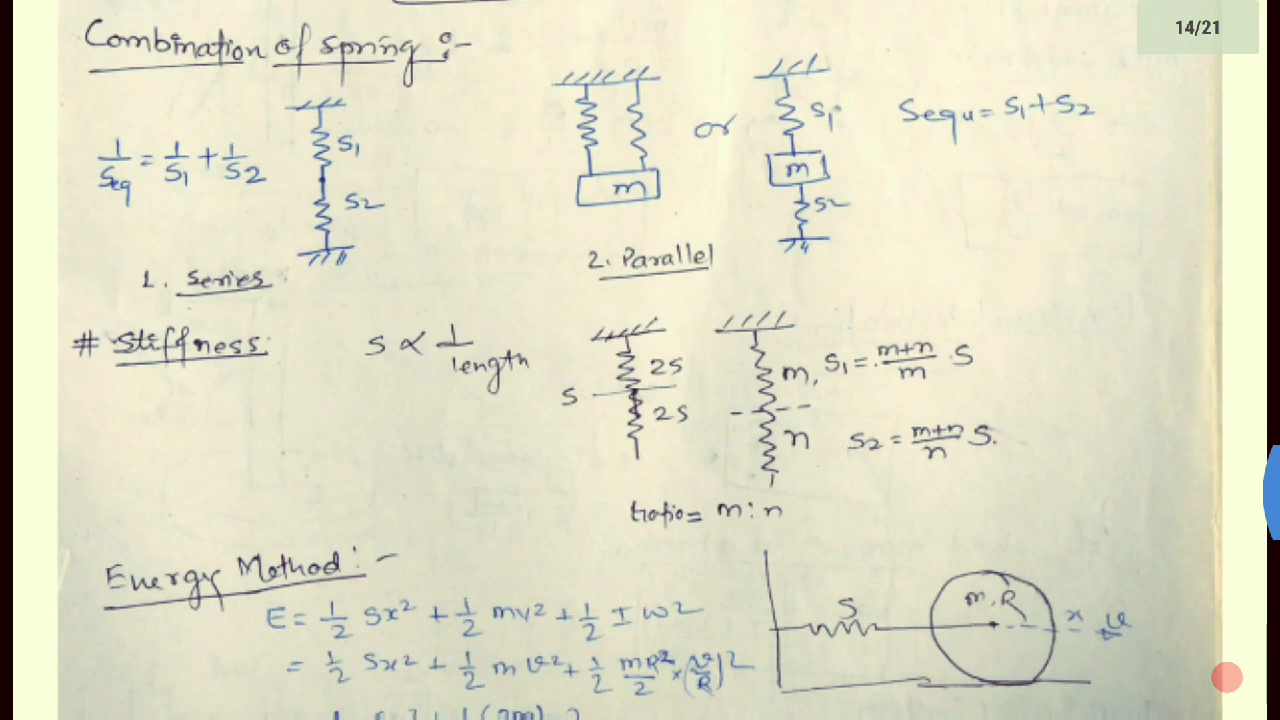 14/21
Combination of spring :-
1/Seq = 1/S1 + 1/S2
S1
S2
1. Series
m
or
S1
m
S2
Sequ = S1+S2
2. Parallel
# Stiffness:
S ∝ 1/length
S
2S
2S
m, S1 = m+n/m . S
n
S2 = m+n/n S.
ratio = m:n
Energy Method :-
E = 1/2 Sx² + 1/2 mv² + 1/2 I ω²
= 1/2 Sx² + 1/2 m v² + 1/2 mR²/2 × (v/R)²
S
m, R
x
v